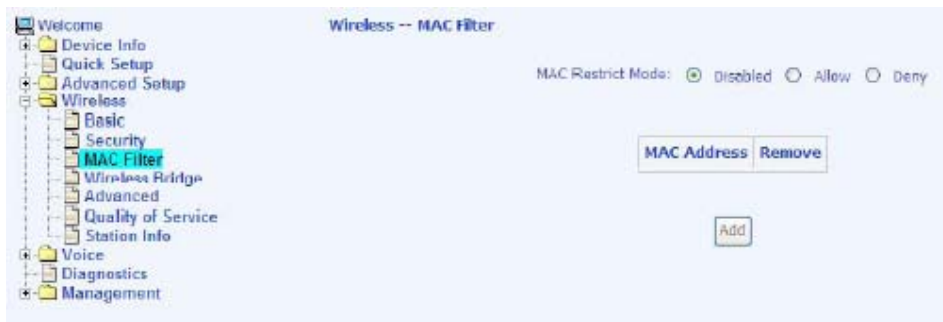 Welcome
Device Info
Quick Setup
Advanced Setup
Wireless
Basic
Security
MAC Filter
Wireless Bridge
Advanced
Quality of Service
Station Info
Voice
Diagnostics
Management
Wireless -- MAC Filter
MAC Restrict Mode: Disabled Allow Deny
MAC Address Remove
Add